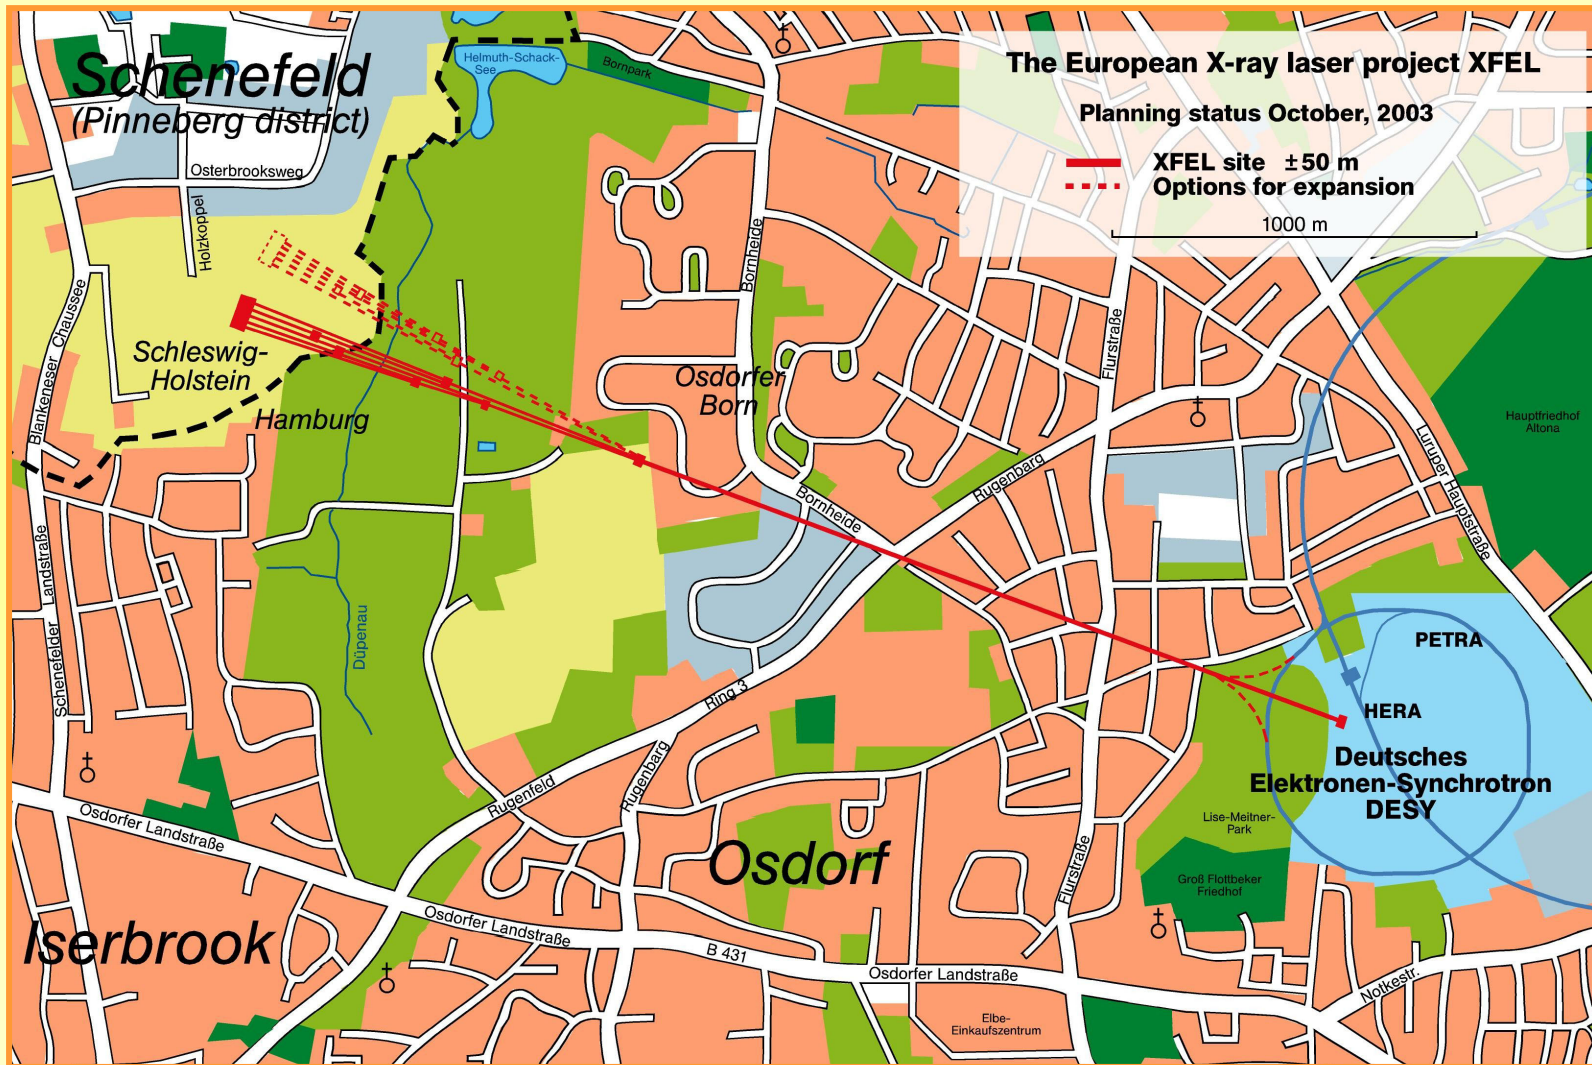 The European X-ray laser project XFEL
Planning status October, 2003
XFEL site ±50 m
Options for expansion
1000 m
Schenefeld
(Pinneberg district)
Helmuth-Schack-
See
Bornpark
Osterbrooksweg
Holzkoppel
Blankeneser Chaussee
Schleswig-
Holstein
Hamburg
Bornheide
Osdorfer
Born
Flurstraße
Hauptfriedhof
Altona
Luruper Hauptstraße
Rugenbarg
Bornheide
Schenefelder Landstraße
Düpenau
Ring 3
PETRA
HERA
Deutsches
Elektronen-Synchrotron
DESY
Rugenfeld
Rugenbarg
Osdorfer Landstraße
Lise-Meitner-
Park
Osdorf
Flurstraße
Groß Flottbeker
Friedhof
Iserbrook
Osdorfer Landstraße
B 431
Osdorfer Landstraße
Notkestr.
Elbe-
Einkaufszentrum